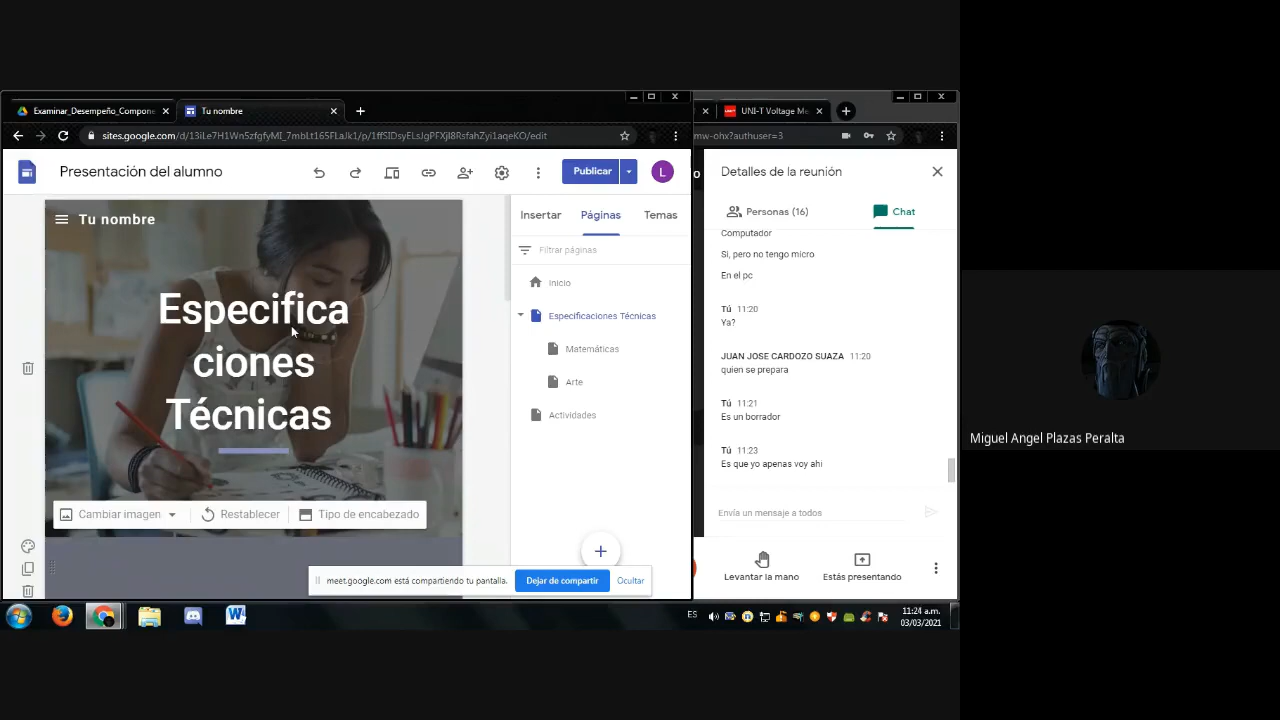 Examinar_Desempeño_Compone
Tu nombre
UNI-T Voltage Me
sites.google.com/d/13iLe7H1Wn5zfgfyMI_7mbLt165FLaJk1/p/1ffSIDsyELsJgPFXjl8RsfahZyi1aqeKO/edit
mw-ohx?authuser=3
Presentación del alumno
Publicar
L
Tu nombre
Especifica
ciones
Técnicas
Cambiar imagen
Restablecer
Tipo de encabezado
Insertar
Páginas
Temas
Filtrar páginas
Inicio
Especificaciones Técnicas
Matemáticas
Arte
Actividades
meet.google.com está compartiendo tu pantalla.
Dejar de compartir
Ocultar
Detalles de la reunión
Personas (16)
Chat
Computador
Si, pero no tengo micro
En el pc
Tú 11:20
Ya?
JUAN JOSE CARDOZO SUAZA 11:20
quien se prepara
Tú 11:21
Es un borrador
Tú 11:23
Es que yo apenas voy ahi
Envía un mensaje a todos
Levantar la mano
Estás presentando
ES
11:24 a.m.
03/03/2021
Miguel Angel Plazas Peralta